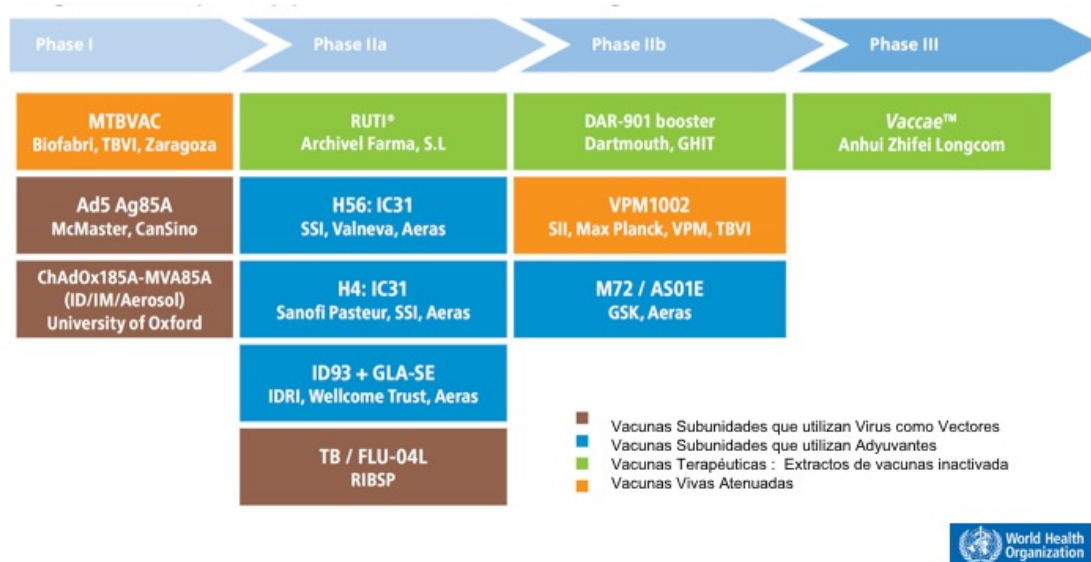 Phase I
Phase IIa
Phase IIb
Phase III
MTBVAC
Biofabri, TBVI, Zaragoza
Ad5 Ag85A
McMaster, CanSino
ChAdOx185A-MVA85A
(ID/IM/Aerosol)
University of Oxford
RUTI®
Archivel Farma, S.L
H56: IC31
SSI, Valneva, Aeras
H4: IC31
Sanofi Pasteur, SSI, Aeras
ID93 + GLA-SE
IDRI, Wellcome Trust, Aeras
TB / FLU-04L
RIBSP
DAR-901 booster
Dartmouth, GHIT
VPM1002
SII, Max Planck, VPM, TBVI
M72 / AS01E
GSK, Aeras
Vaccae™
Anhui Zhifei Longcom
Vacunas Subunidades que utilizan Virus como Vectores
Vacunas Subunidades que utilizan Adyuvantes
Vacunas Terapéuticas : Extractos de vacunas inactivada
Vacunas Vivas Atenuadas
World Health
Organization